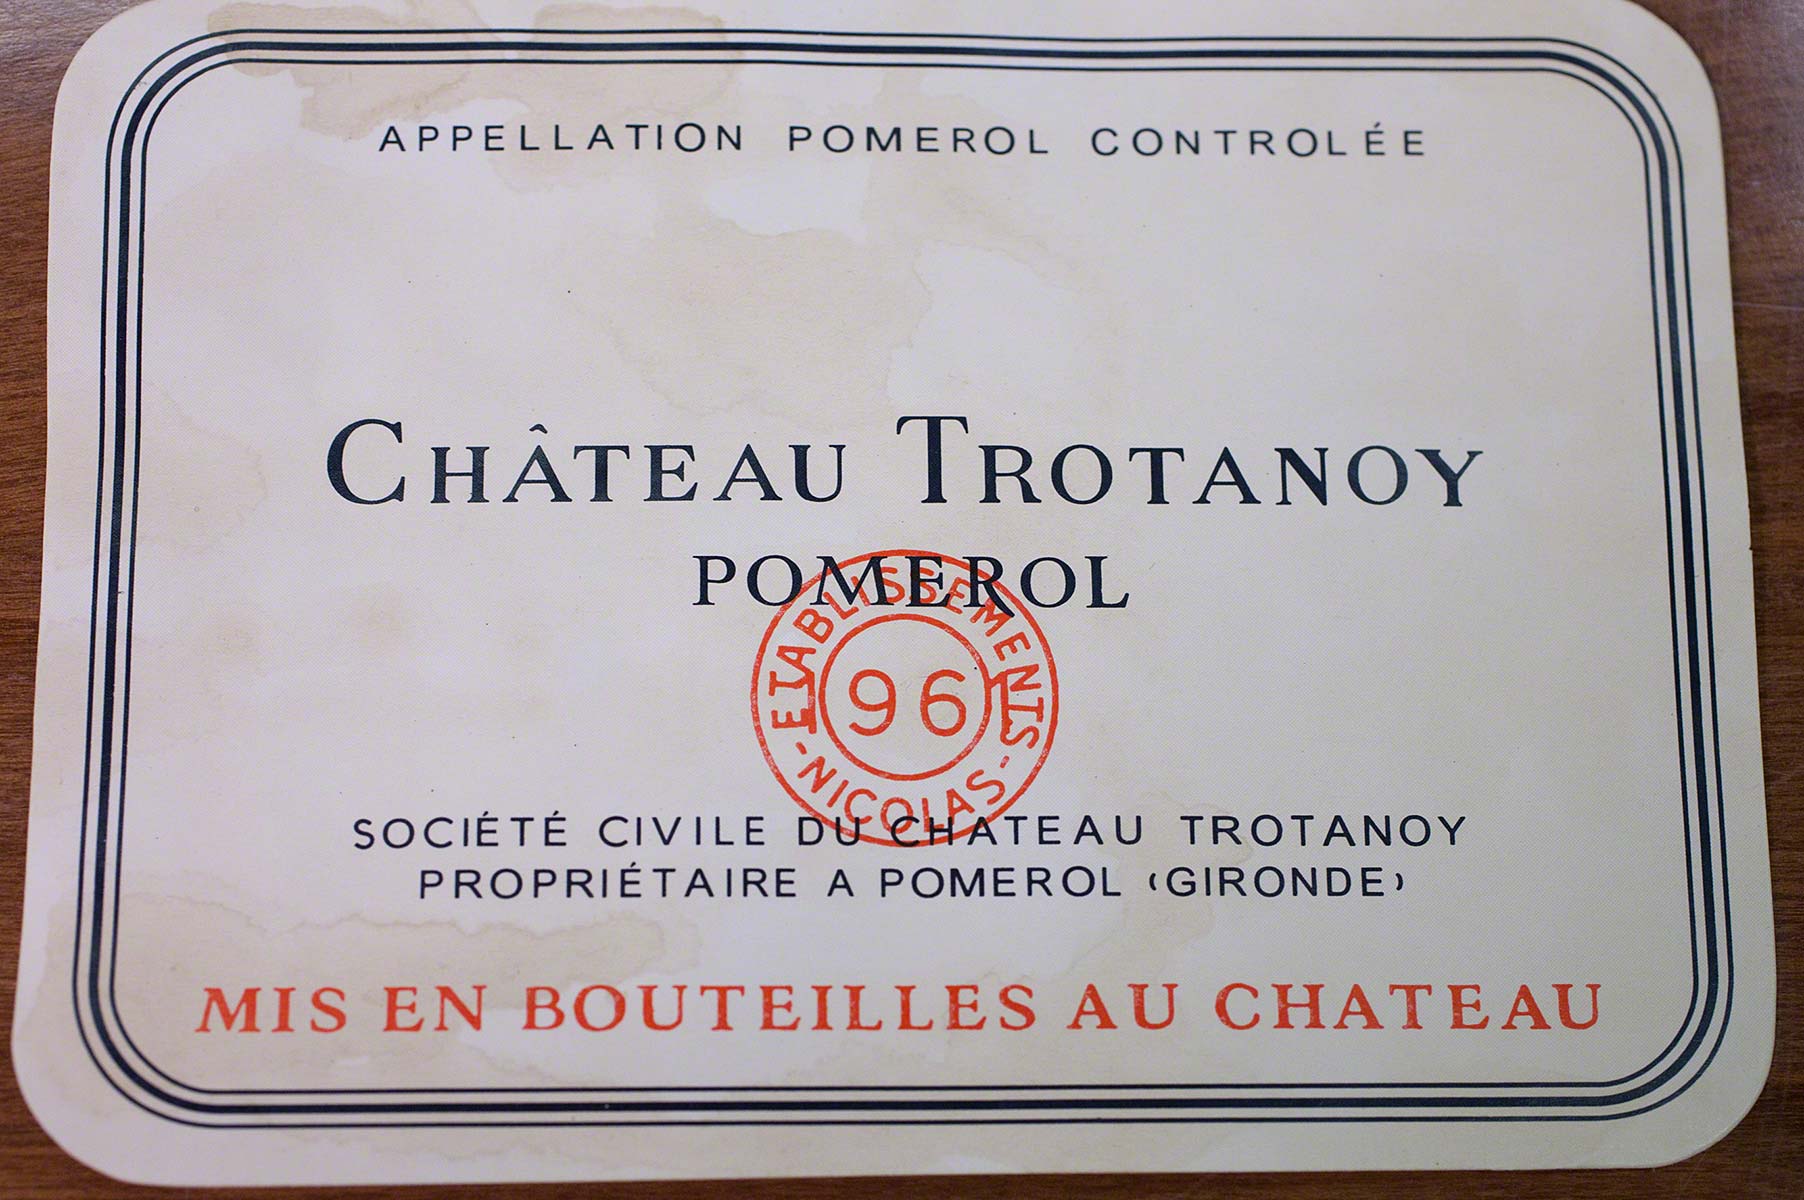 APPELLATION POMEROL CONTROLÉE
CHÂTEAU TROTANOY
POMEROL
ETABLISSEMENTS
96
- NICOLAS -
SOCIÉTÉ CIVILE DU CHATEAU TROTANOY
PROPRIÉTAIRE A POMEROL (GIRONDE)
MIS EN BOUTEILLES AU CHATEAU